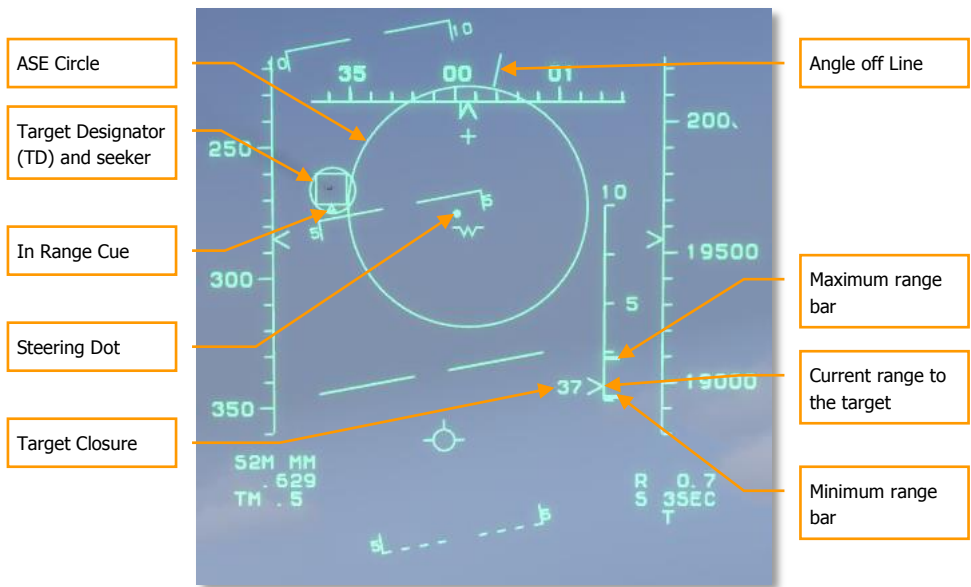 ASE Circle
Target Designator
(TD) and seeker
In Range Cue
Steering Dot
Target Closure
10
10
35 00 01
250
300
350
5
5
10
5
37
200
19500
19000
S2M MM
.629
TM .5
R 0.7
S 3SEC
T
5
5
Angle off Line
Maximum range
bar
Current range to
the target
Minimum range
bar